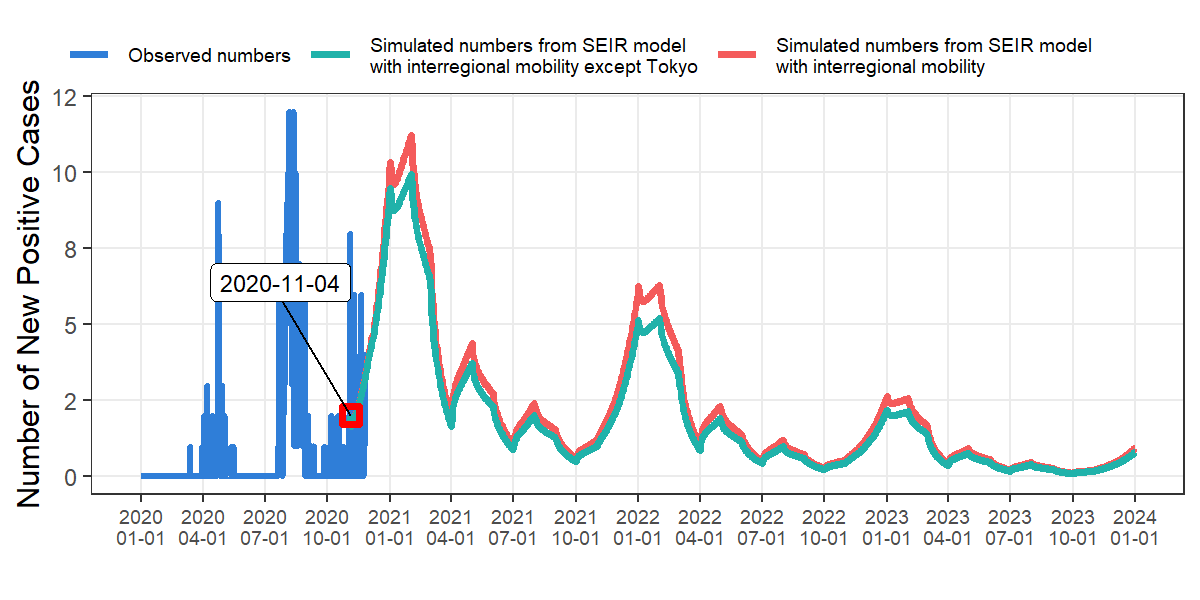 Observed numbers
Simulated numbers from SEIR model
with interregional mobility except Tokyo
Simulated numbers from SEIR model
with interregional mobility
Number of New Positive Cases
12
10
8
5
2
0
2020-11-04
2020 2020 2020 2020 2021 2021 2021 2021 2022 2022 2022 2022 2023 2023 2023 2023 2024
01-01 04-01 07-01 10-01 01-01 04-01 07-01 10-01 01-01 04-01 07-01 10-01 01-01 04-01 07-01 10-01 01-01